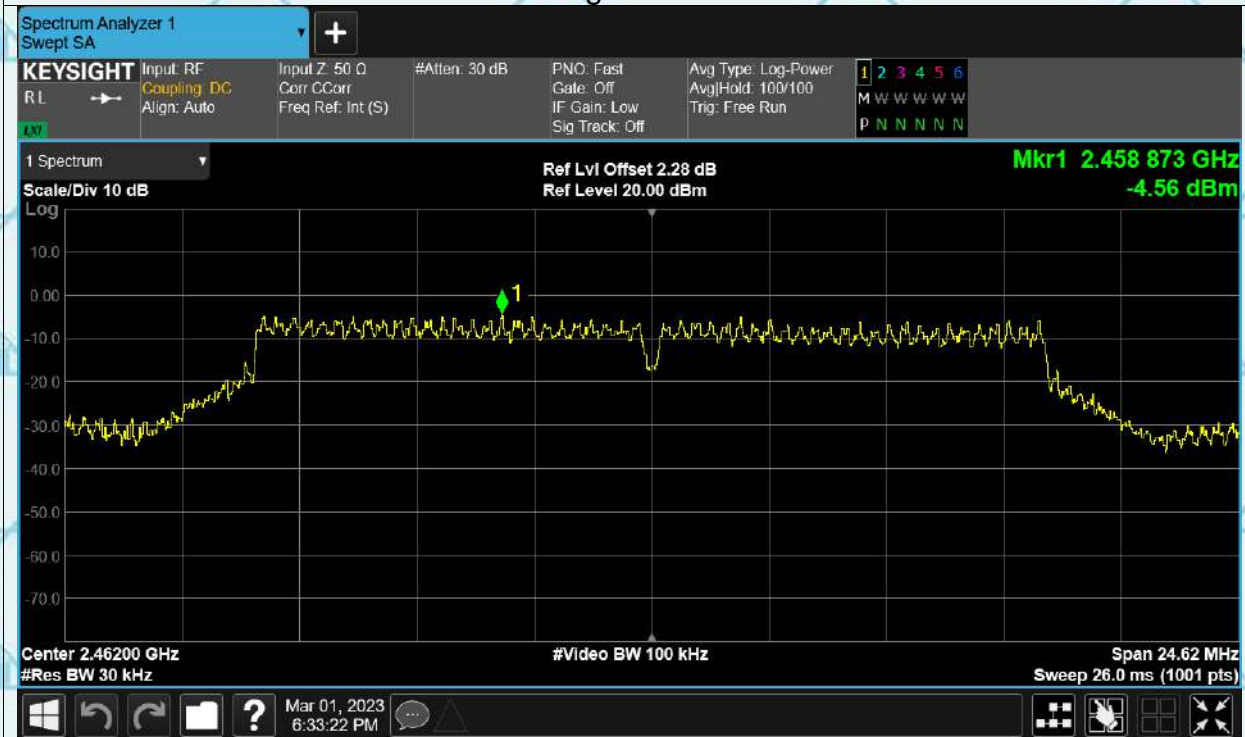 Spectrum Analyzer 1
Swept SA
+
KEYSIGHT
RL
LXI
Input: RF
Coupling: DC
Align: Auto
Input Z: 50 Ω
Corr CCorr
Freq Ref: Int (S)
#Atten: 30 dB
PNO: Fast
Gate: Off
IF Gain: Low
Sig Track: Off
Avg Type: Log-Power
Avg|Hold: 100/100
Trig: Free Run
1 2 3 4 5 6
M W W W W W
P N N N N N
1 Spectrum
Scale/Div 10 dB
Ref Lvl Offset 2.28 dB
Ref Level 20.00 dBm
Mkr1 2.458 873 GHz
-4.56 dBm
Log
10.0
0.00
-10.0
-20.0
-30.0
-40.0
-50.0
-60.0
-70.0
1
Center 2.46200 GHz
#Res BW 30 kHz
#Video BW 100 kHz
Span 24.62 MHz
Sweep 26.0 ms (1001 pts)
?
Mar 01, 2023
6:33:22 PM